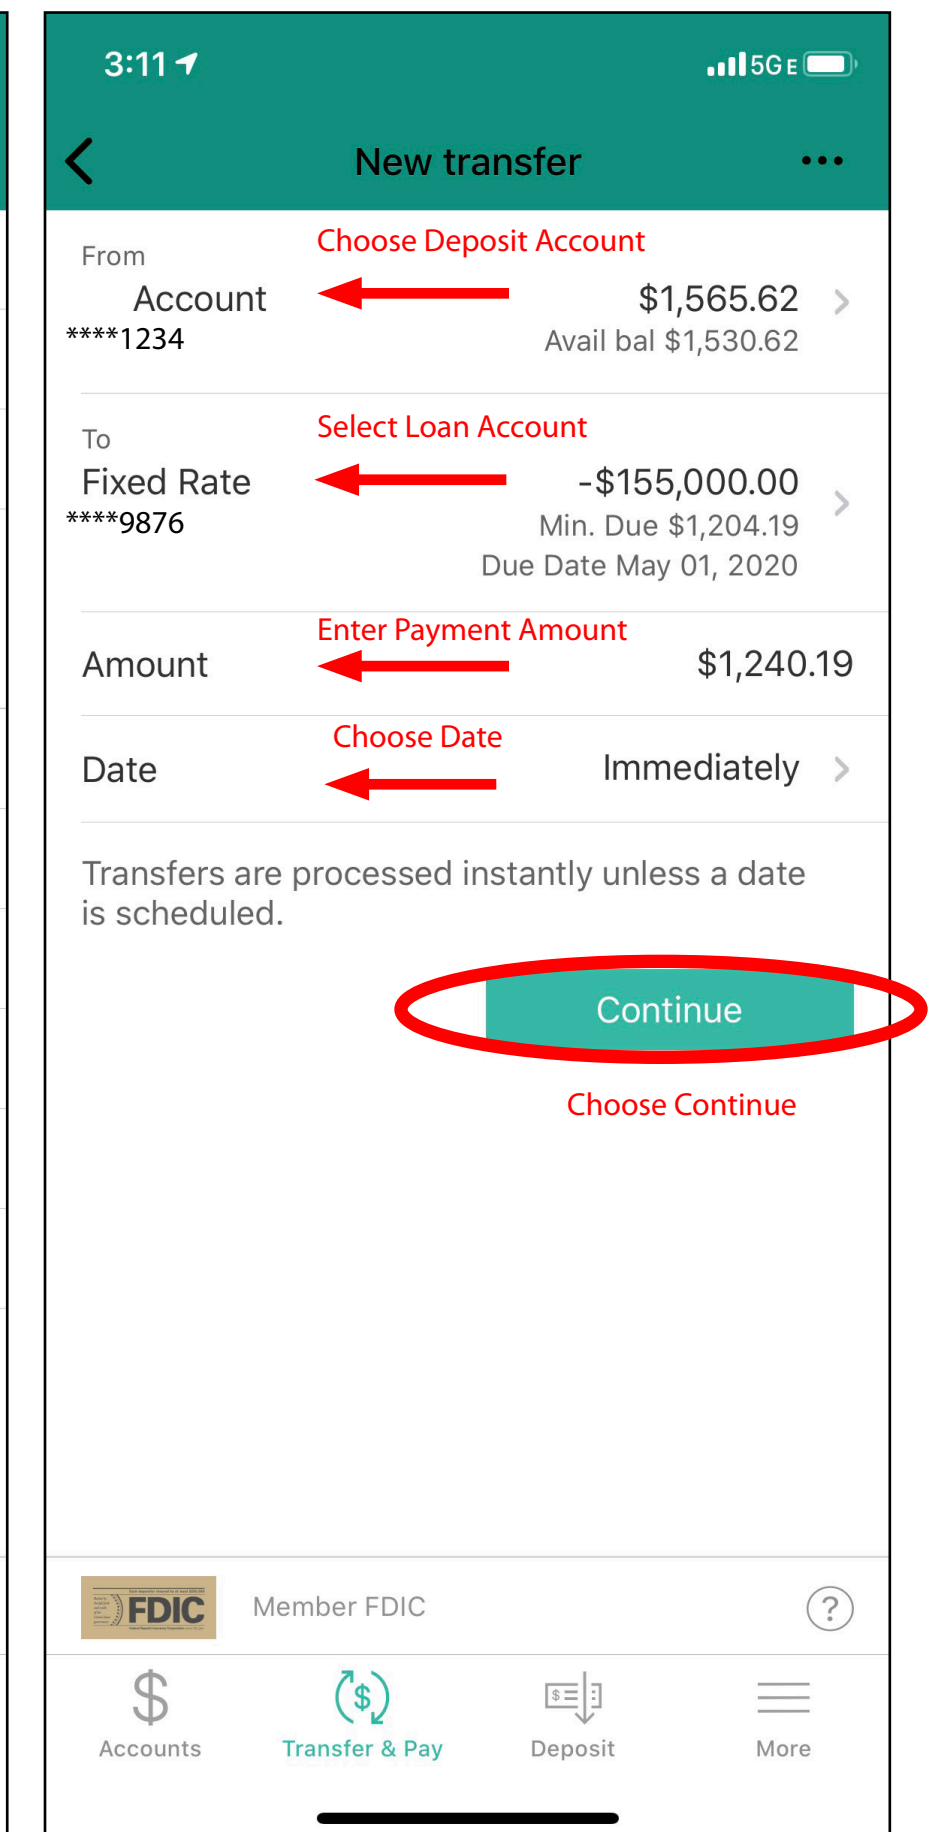 3:11
5G E
New transfer
Choose Deposit Account
From
Account
$1,565.62
****1234
Avail bal $1,530.62
Select Loan Account
To
Fixed Rate
-$155,000.00
****9876
Min. Due $1,204.19
Due Date May 01, 2020
Enter Payment Amount
Amount
$1,240.19
Choose Date
Date
Immediately
Transfers are processed instantly unless a date
is scheduled.
Continue
Choose Continue
FDIC
Member FDIC
?
Accounts
Transfer & Pay
Deposit
More